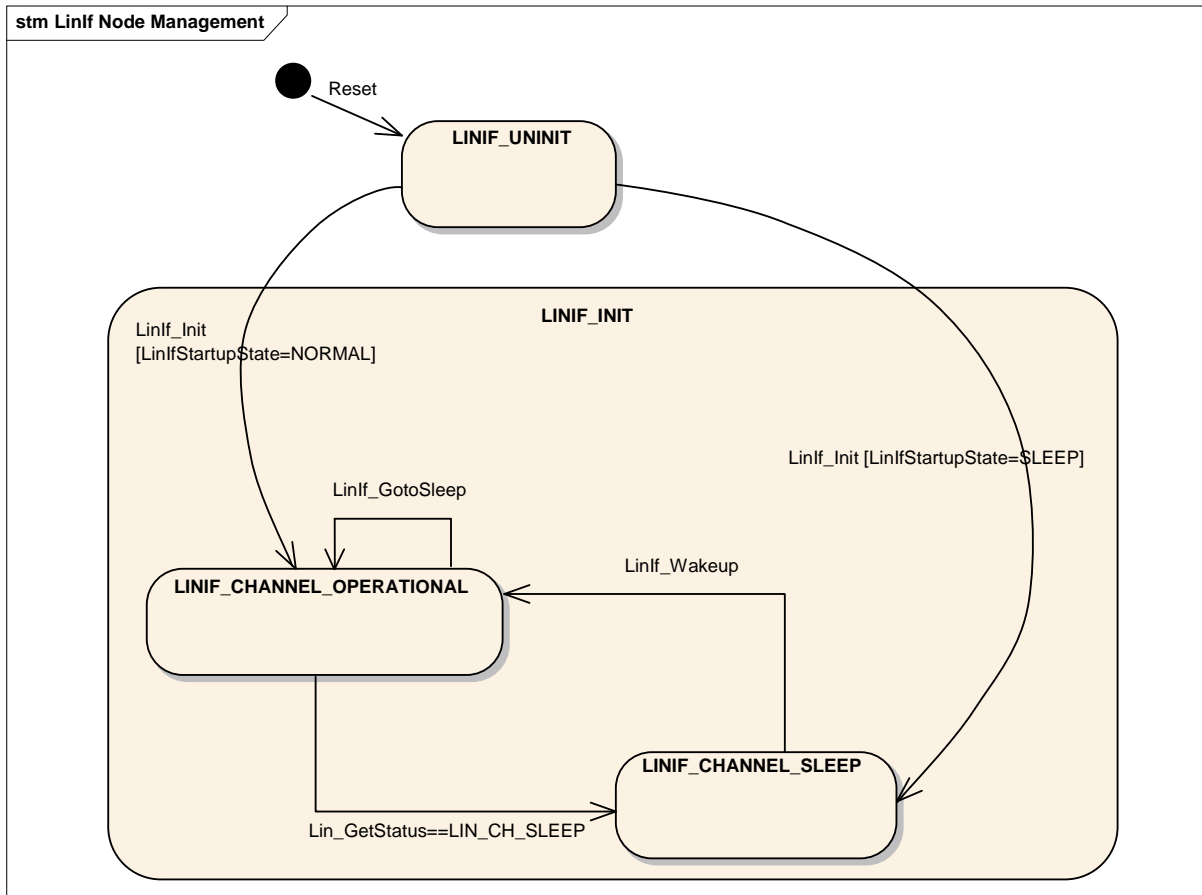 stm LinIf Node Management
Reset
LINIF_UNINIT
LINIF_INIT
LinIf_Init
[LinIfStartupState=NORMAL]
LinIf_Init [LinIfStartupState=SLEEP]
LinIf_GotoSleep
LinIf_Wakeup
LINIF_CHANNEL_OPERATIONAL
LINIF_CHANNEL_SLEEP
Lin_GetStatus==LIN_CH_SLEEP